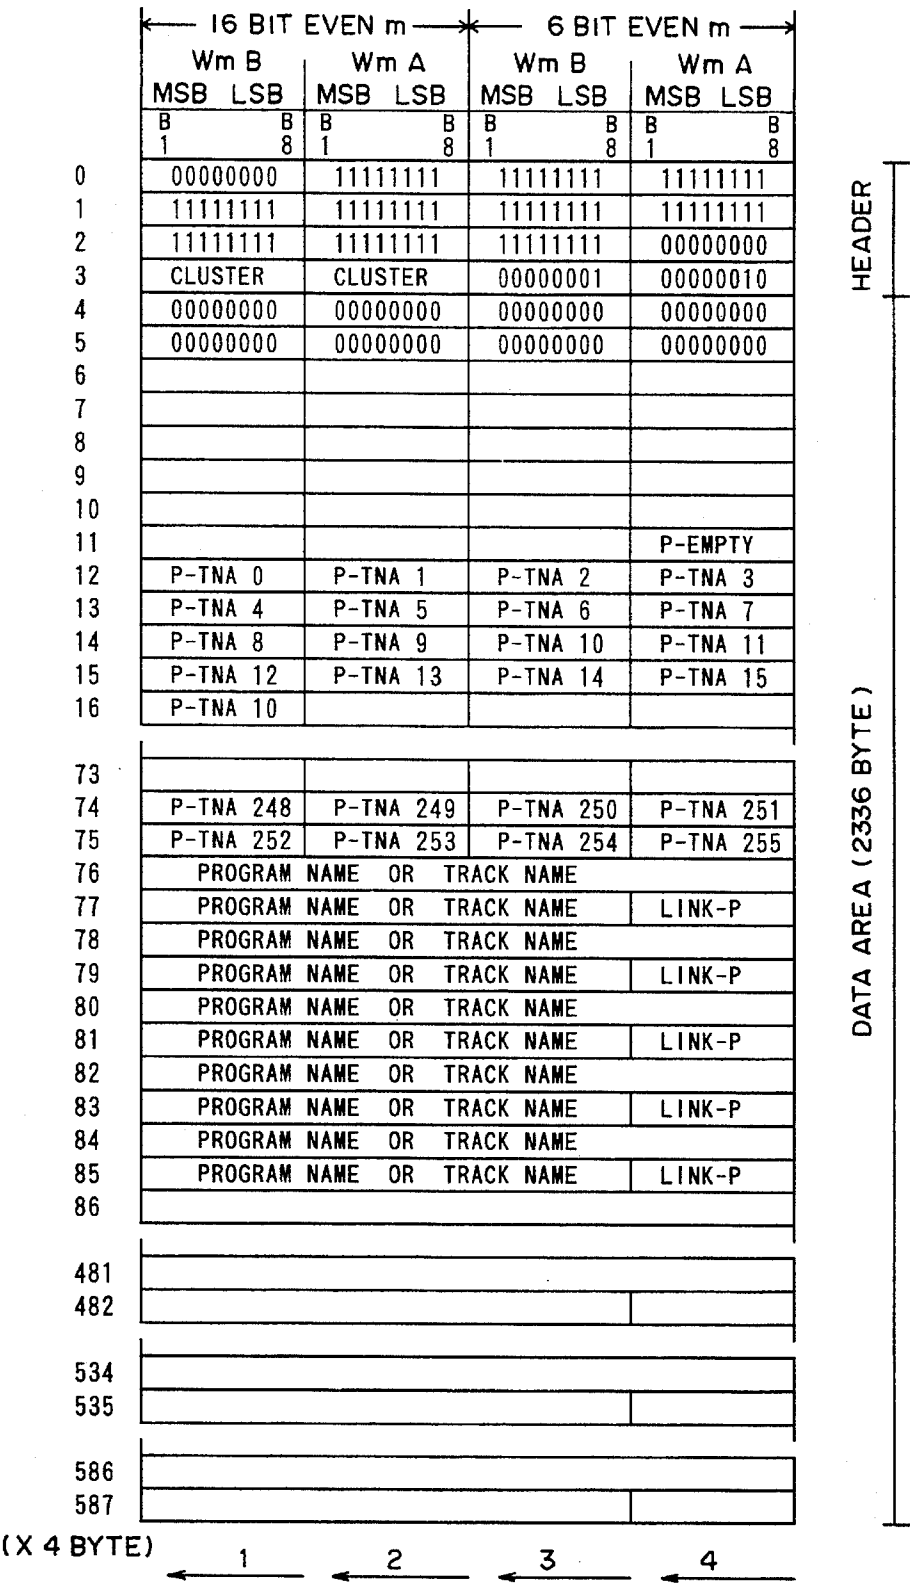 16 BIT EVEN m 6 BIT EVEN m
Wm B Wm A Wm B Wm A
MSB LSB MSB LSB MSB LSB MSB LSB
B B B B B B B B
1 8 1 8 1 8 1 8
0 00000000 11111111 11111111 11111111
1 11111111 11111111 11111111 11111111
2 11111111 11111111 11111111 00000000
3 CLUSTER CLUSTER 00000001 00000010
4 00000000 00000000 00000000 00000000
5 00000000 00000000 00000000 00000000
6
7
8
9
10
11 P-EMPTY
12 P-TNA 0 P-TNA 1 P-TNA 2 P-TNA 3
13 P-TNA 4 P-TNA 5 P-TNA 6 P-TNA 7
14 P-TNA 8 P-TNA 9 P-TNA 10 P-TNA 11
15 P-TNA 12 P-TNA 13 P-TNA 14 P-TNA 15
16 P-TNA 10
73
74 P-TNA 248 P-TNA 249 P-TNA 250 P-TNA 251
75 P-TNA 252 P-TNA 253 P-TNA 254 P-TNA 255
76 PROGRAM NAME OR TRACK NAME
77 PROGRAM NAME OR TRACK NAME LINK-P
78 PROGRAM NAME OR TRACK NAME
79 PROGRAM NAME OR TRACK NAME LINK-P
80 PROGRAM NAME OR TRACK NAME
81 PROGRAM NAME OR TRACK NAME LINK-P
82 PROGRAM NAME OR TRACK NAME
83 PROGRAM NAME OR TRACK NAME LINK-P
84 PROGRAM NAME OR TRACK NAME
85 PROGRAM NAME OR TRACK NAME LINK-P
86
481
482
534
535
586
587
(X 4 BYTE) 1 2 3 4
HEADER
DATA AREA (2336 BYTE)